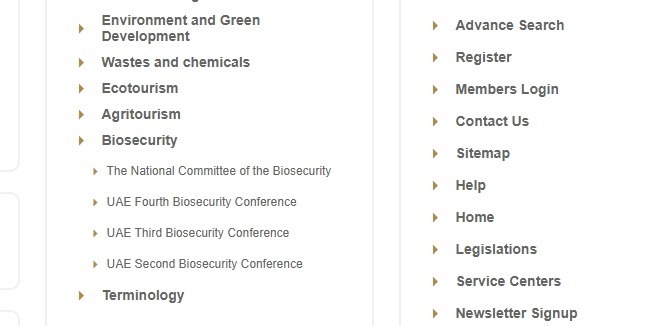 Environment and Green
Development
Wastes and chemicals
Ecotourism
Agritourism
Biosecurity
The National Committee of the Biosecurity
UAE Fourth Biosecurity Conference
UAE Third Biosecurity Conference
UAE Second Biosecurity Conference
Terminology
Advance Search
Register
Members Login
Contact Us
Sitemap
Help
Home
Legislations
Service Centers
Newsletter Signup